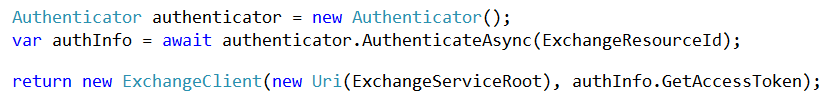 Authenticator authenticator = new Authenticator();
var authInfo = await authenticator.AuthenticateAsync(ExchangeResourceId);
return new ExchangeClient(new Uri(ExchangeServiceRoot), authInfo.GetAccessToken);